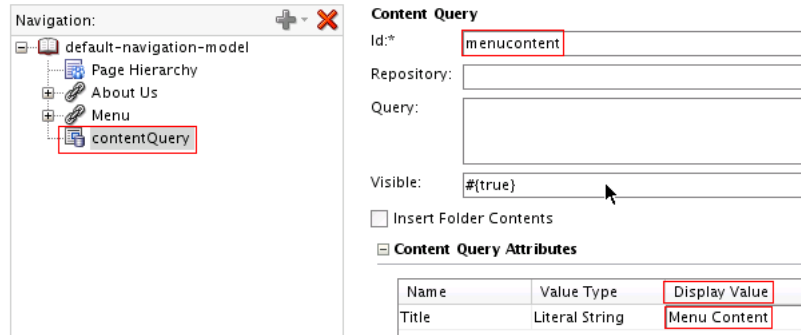 Navigation:
default-navigation-model
Page Hierarchy
About Us
Menu
contentQuery
Content Query
Id:* menucontent
Repository:
Query:
Visible: #{true}
Insert Folder Contents
Content Query Attributes
Name Value Type Display Value
Title Literal String Menu Content